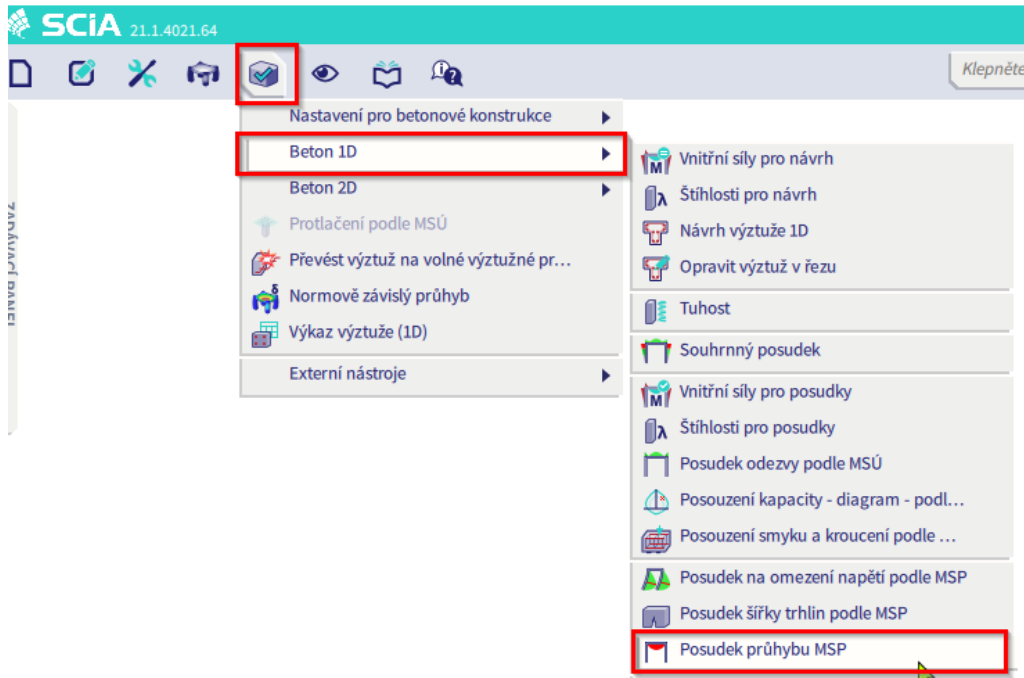 SCiA 21.1.4021.64
Klepněte
Nastavení pro betonové konstrukce
Beton 1D
Beton 2D
Protlačení podle MSÚ
Převést výztuž na volné výztužné pr...
Normově závislý průhyb
Výkaz výztuže (1D)
Externí nástroje
Vnitřní síly pro návrh
Štíhlosti pro návrh
Návrh výztuže 1D
Opravit výztuž v řezu
Tuhost
Souhrnný posudek
Vnitřní síly pro posudky
Štíhlosti pro posudky
Posudek odezvy podle MSÚ
Posouzení kapacity - diagram - podl...
Posouzení smyku a kroucení podle ...
Posudek na omezení napětí podle MSP
Posudek šířky trhlin podle MSP
Posudek průhybu MSP